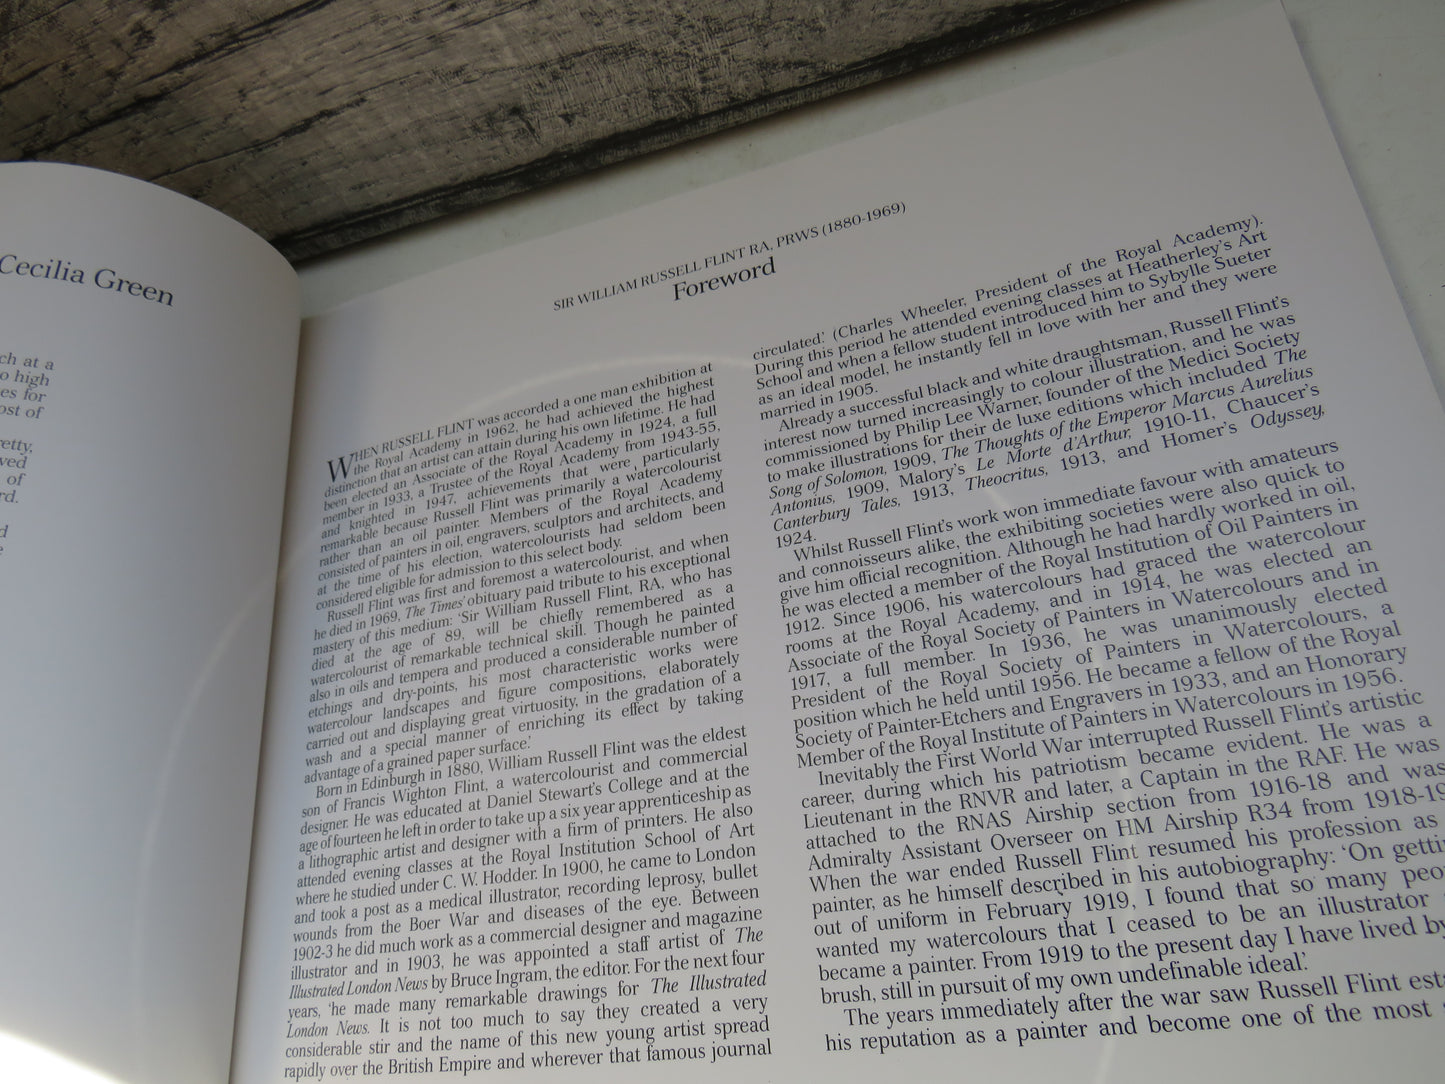 Cecilia Green
ch at a
o high
es for
ost of
retty,
ved
of
rd.
d
e
SIR WILLIAM RUSSELL FLINT RA, PRWS (1880-1969)
Foreword
WHEN RUSSELL FLINT was accorded a one man exhibition at
the Royal Academy in 1962, he had achieved the highest
distinction that an artist can attain during his own lifetime. He had
been elected an Associate of the Royal Academy in 1924, a full
member in 1933, a Trustee of the Royal Academy from 1943-55,
and knighted in 1947, achievements that were particularly
remarkable because Russell Flint was primarily a watercolourist
rather than an oil painter. Members of the Royal Academy
consisted of painters in oil, engravers, sculptors and architects, and
at the time of his election, watercolourists had seldom been
considered eligible for admission to this select body.
Russell Flint was first and foremost a watercolourist, and when
he died in 1969, The Times' obituary paid tribute to his exceptional
mastery of this medium: 'Sir William Russell Flint, RA, who has
died at the age of 89, will be chiefly remembered as a
watercolourist of remarkable technical skill. Though he painted
also in oils and tempera and produced a considerable number of
etchings and dry-points, his most characteristic works were
watercolour landscapes and figure compositions, elaborately
carried out and displaying great virtuosity, in the gradation of a
wash and a special manner of enriching its effect by taking
advantage of a grained paper surface.'
Born in Edinburgh in 1880, William Russell Flint was the eldest
son of Francis Wighton Flint, a watercolourist and commercial
designer. He was educated at Daniel Stewart's College and at the
age of fourteen he left in order to take up a six year apprenticeship as
a lithographic artist and designer with a firm of printers. He also
attended evening classes at the Royal Institution School of Art
where he studied under C. W. Hodder. In 1900, he came to London
and took a post as a medical illustrator, recording leprosy, bullet
wounds from the Boer War and diseases of the eye. Between
1902-3 he did much work as a commercial designer and magazine
illustrator and in 1903, he was appointed a staff artist of The
Illustrated London News by Bruce Ingram, the editor. For the next four
years, 'he made many remarkable drawings for The Illustrated
London News. It is not too much to say they created a very
considerable stir and the name of this new young artist spread
rapidly over the British Empire and wherever that famous journal
circulated.' (Charles Wheeler, President of the Royal Academy).
During this period he attended evening classes at Heatherley's Art
School and when a fellow student introduced him to Sybylle Sueter
as an ideal model, he instantly fell in love with her and they were
married in 1905.
Already a successful black and white draughtsman, Russell Flint's
interest now turned increasingly to colour illustration, and he was
commissioned by Philip Lee Warner, founder of the Medici Society
to make illustrations for their de luxe editions which included The
Song of Solomon, 1909, The Thoughts of the Emperor Marcus Aurelius
Antonius, 1909, Malory's Le Morte d'Arthur, 1910-11, Chaucer's
Canterbury Tales, 1913, Theocritus, 1913, and Homer's Odyssey,
1924.
Whilst Russell Flint's work won immediate favour with amateurs
and connoisseurs alike, the exhibiting societies were also quick to
give him official recognition. Although he had hardly worked in oil,
he was elected a member of the Royal Institution of Oil Painters in
1912. Since 1906, his watercolours had graced the watercolour
rooms at the Royal Academy, and in 1914, he was elected an
Associate of the Royal Society of Painters in Watercolours and in
1917, a full member. In 1936, he was unanimously elected
President of the Royal Society of Painters in Watercolours, a
position which he held until 1956. He became a fellow of the Royal
Society of Painter-Etchers and Engravers in 1933, and an Honorary
Member of the Royal Institute of Painters in Watercolours in 1956.
Inevitably the First World War interrupted Russell Flint's artistic
career, during which his patriotism became evident. He was a
Lieutenant in the RNVR and later, a Captain in the RAF. He was
attached to the RNAS Airship section from 1916-18 and was
Admiralty Assistant Overseer on HM Airship R34 from 1918-19
When the war ended Russell Flint resumed his profession as
painter, as he himself described in his autobiography: 'On gettin
out of uniform in February 1919, I found that so many peop
wanted my watercolours that I ceased to be an illustrator
became a painter. From 1919 to the present day I have lived by
brush, still in pursuit of my own undefinable ideal.'
The years immediately after the war saw Russell Flint esta
his reputation as a painter and become one of the most